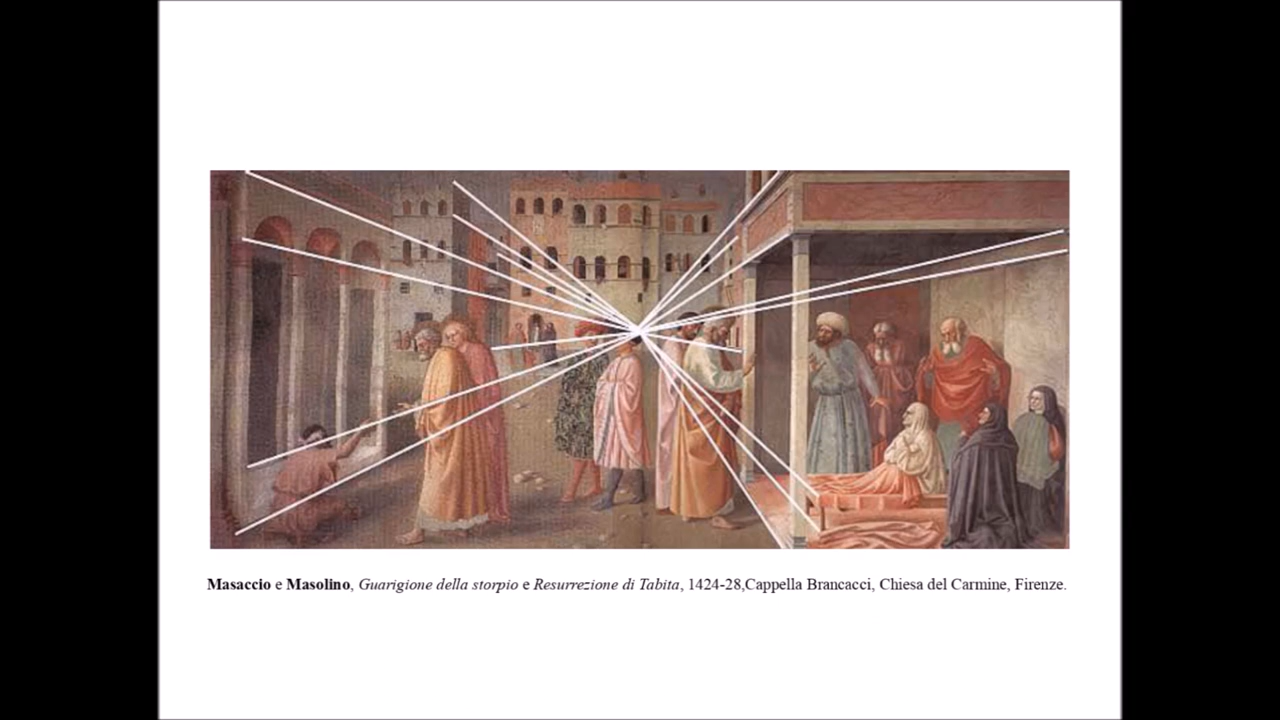 Masaccio e Masolino, Guarigione della storpio e Resurrezione di Tabita, 1424-28,Cappella Brancacci, Chiesa del Carmine, Firenze.